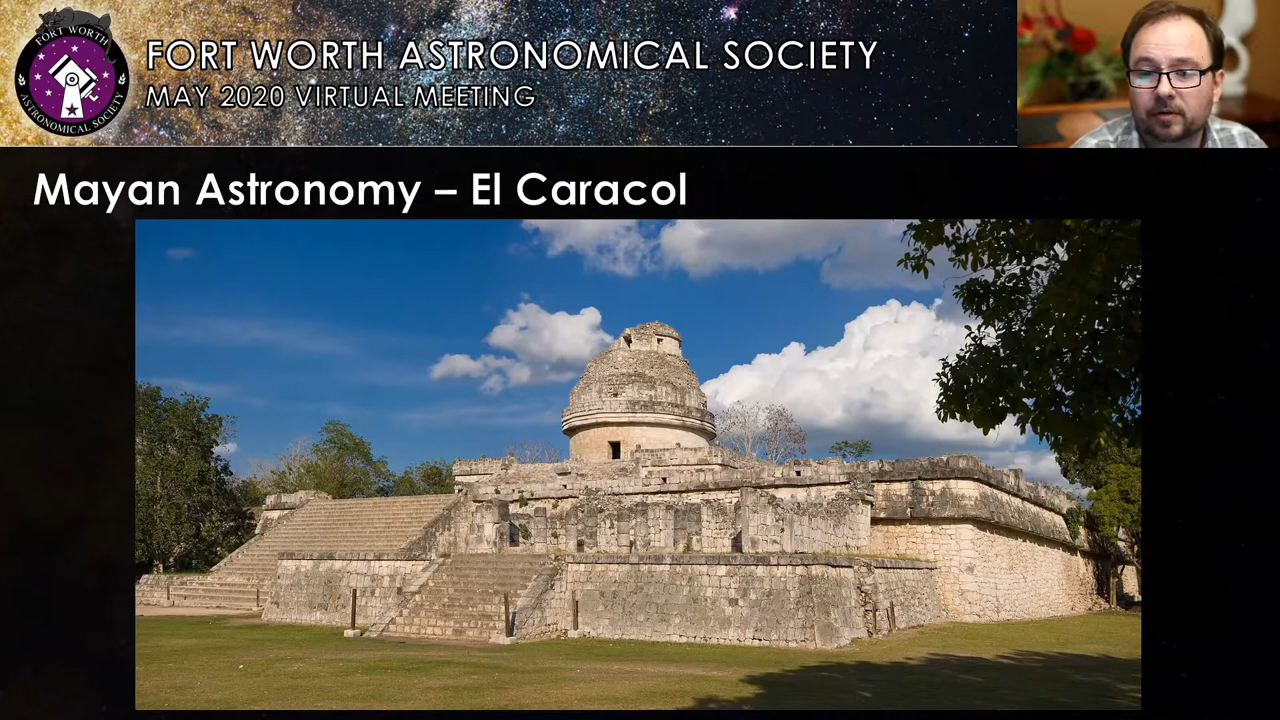 FORT WORTH
ASTRONOMICAL SOCIETY
FORT WORTH ASTRONOMICAL SOCIETY
MAY 2020 VIRTUAL MEETING
Mayan Astronomy – El Caracol